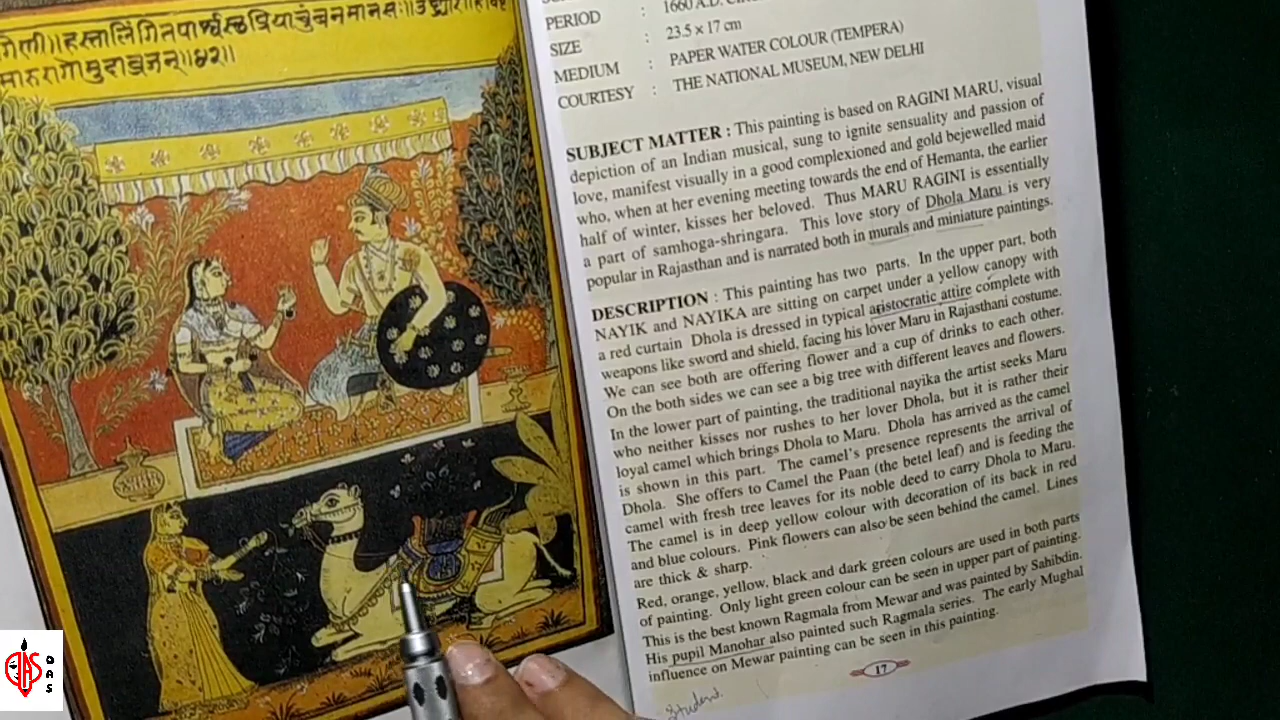 गेली॥हस्तालिंगितपार्श्वस्छप्रियाचुंबनमानसः॥
मारुरागो॥४२॥
PERIOD : 1660 A.D.
SIZE : 23.5 x 17 cm
MEDIUM : PAPER WATER COLOUR (TEMPERA)
COURTESY : THE NATIONAL MUSEUM, NEW DELHI
SUBJECT MATTER : This painting is based on RAGINI MARU, visual
depiction of an Indian musical, sung to ignite sensuality and passion of
love, manifest visually in a good complexioned and gold bejewelled maid
who, when at her evening meeting towards the end of Hemanta, the earlier
half of winter, kisses her beloved. Thus MARU RAGINI is essentially
a part of samhoga-shringara. This love story of Dhola Maru is very
popular in Rajasthan and is narrated both in murals and miniature paintings.
DESCRIPTION : This painting has two parts. In the upper part, both
NAYIK and NAYIKA are sitting on carpet under a yellow canopy with
a red curtain Dhola is dressed in typical aristocratic attire complete with
weapons like sword and shield, facing his lover Maru in Rajasthani costume.
We can see both are offering flower and a cup of drinks to each other.
On the both sides we can see a big tree with different leaves and flowers.
In the lower part of painting, the traditional nayika the artist seeks Maru
who neither kisses nor rushes to her lover Dhola, but it is rather their
loyal camel which brings Dhola to Maru. Dhola has arrived as the camel
is shown in this part. The camel's presence represents the arrival of
Dhola. She offers to Camel the Paan (the betel leaf) and is feeding the
camel with fresh tree leaves for its noble deed to carry Dhola to Maru.
The camel is in deep yellow colour with decoration of its back in red
and blue colours. Pink flowers can also be seen behind the camel. Lines
are thick & sharp.
Red, orange, yellow, black and dark green colours are used in both parts
of painting. Only light green colour can be seen in upper part of painting.
This is the best known Ragmala from Mewar and was painted by Sahibdin.
His pupil Manohar also painted such Ragmala series. The early Mughal
influence on Mewar painting can be seen in this painting.
17
Student.
DAS